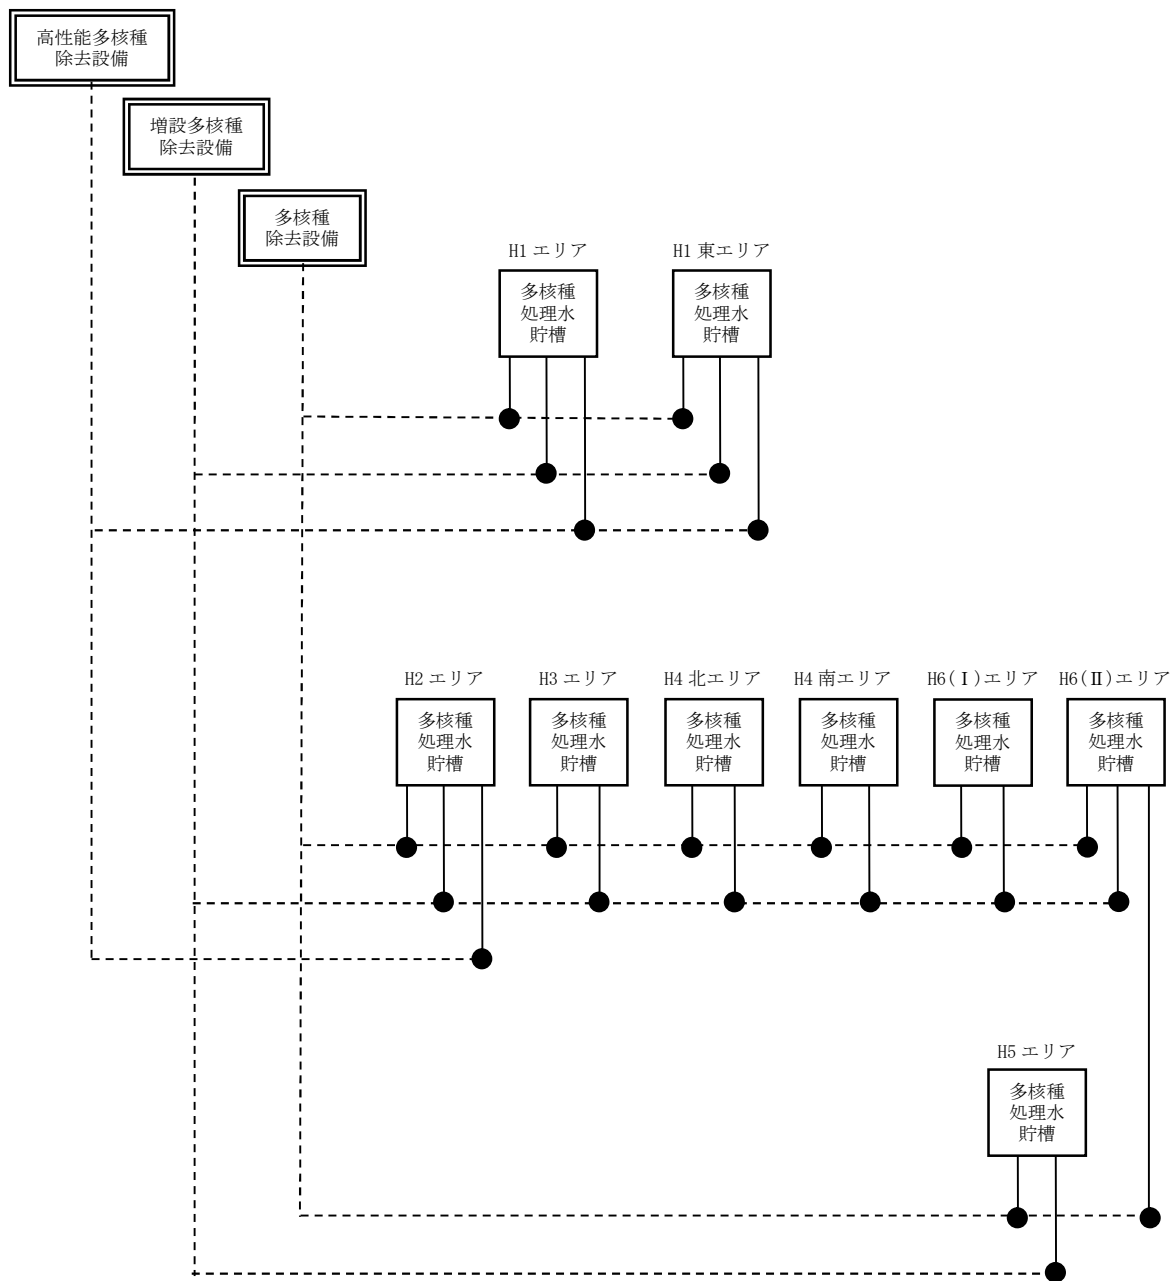 高性能多核種
除去設備
増設多核種
除去設備
多核種
除去設備
H1 エリア
多核種
処理水
貯槽
H1 東エリア
多核種
処理水
貯槽
H2 エリア
多核種
処理水
貯槽
H3 エリア
多核種
処理水
貯槽
H4 北エリア
多核種
処理水
貯槽
H4 南エリア
多核種
処理水
貯槽
H6(Ⅰ)エリア
多核種
処理水
貯槽
H6(Ⅱ)エリア
多核種
処理水
貯槽
H5 エリア
多核種
処理水
貯槽